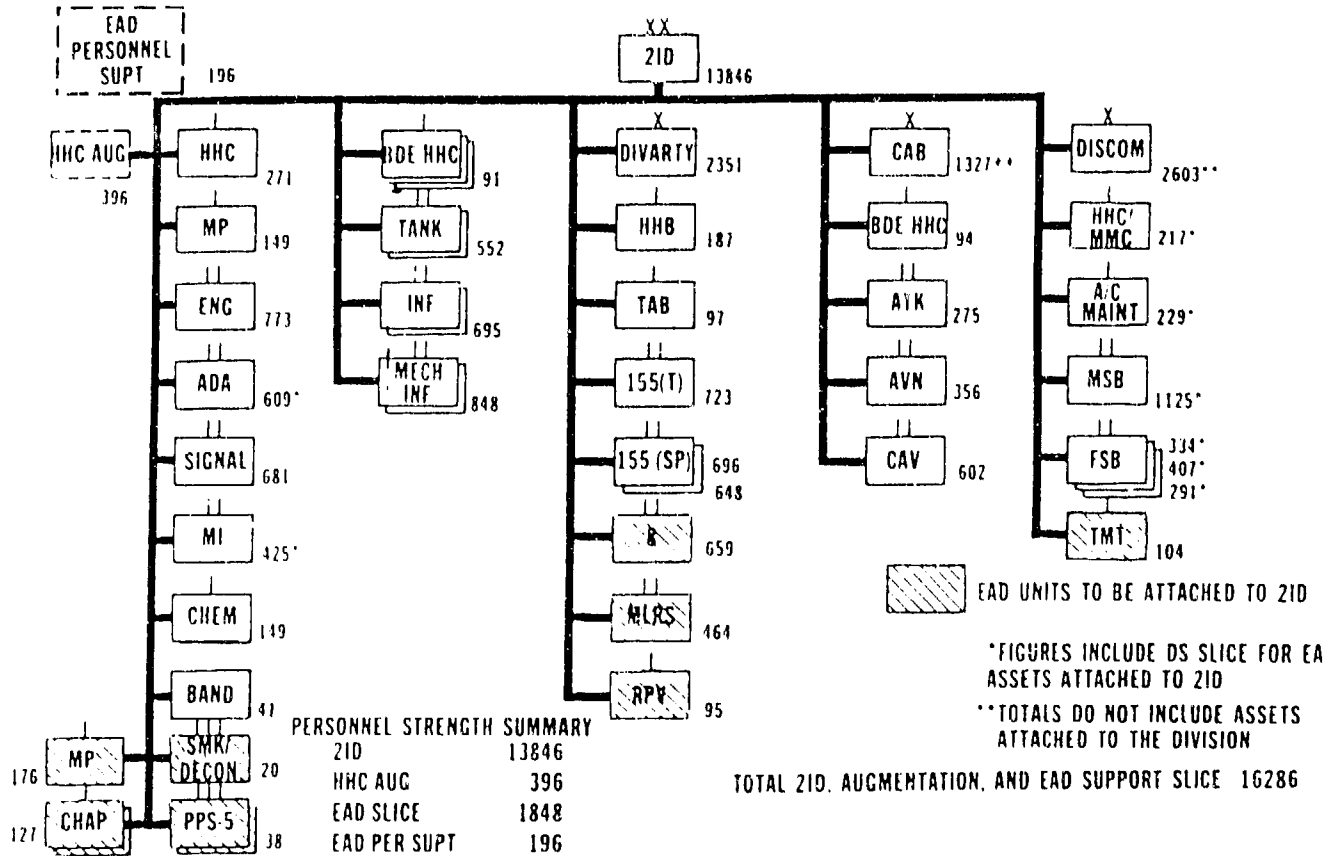 EAD
PERSONNEL
SUPT
196
XX
2ID
13846
HHC AUG
396
HHC
271
MP
149
ENG
773
ADA
609*
SIGNAL
681
MI
425*
CHEM
149
BAND
41
MP
176
SMK/
DECON
20
CHAP
127
PPS-5
38
BDE HHC
91
TANK
552
INF
695
MECH
INF
848
X
DIVARTY
2351
HHB
187
TAB
97
155(T)
723
155 (SP)
696
648
659
MLRS
464
RPV
95
X
CAB
1327**
BDE HHC
94
ATK
275
AVN
356
CAV
602
X
DISCOM
2603**
HHC/
MMC
217*
A/C
MAINT
229*
MSB
1125*
FSB
334*
407*
291*
TMT
104
EAD UNITS TO BE ATTACHED TO 2ID
*FIGURES INCLUDE DS SLICE FOR EA
ASSETS ATTACHED TO 2ID
**TOTALS DO NOT INCLUDE ASSETS
ATTACHED TO THE DIVISION
PERSONNEL STRENGTH SUMMARY
2ID 13846
HHC AUG 396
EAD SLICE 1848
EAD PER SUPT 196
TOTAL 2ID, AUGMENTATION, AND EAD SUPPORT SLICE 16286